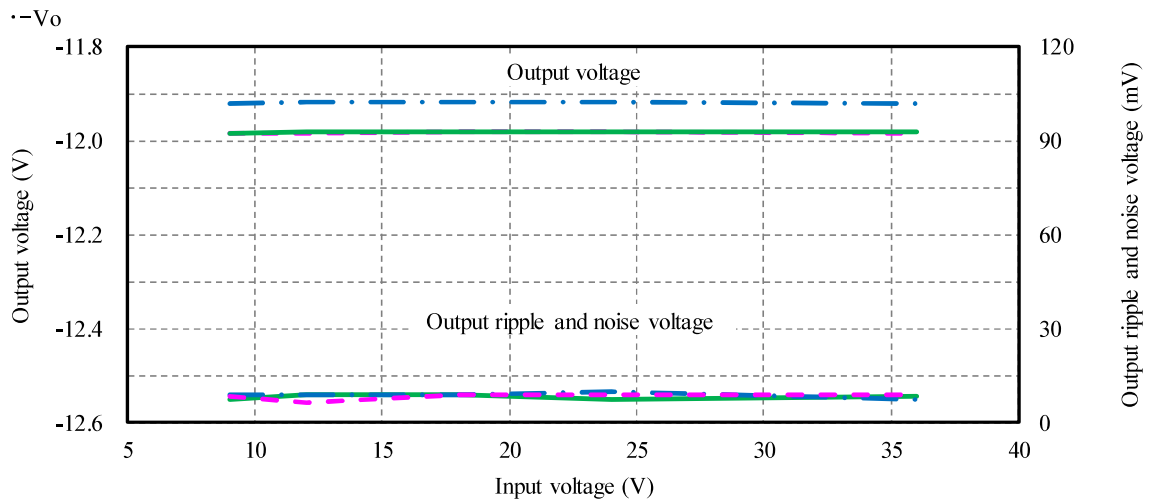 ·-Vo
Output voltage (V)
-11.8
-12.0
-12.2
-12.4
-12.6
Output voltage
Output ripple and noise voltage
120
90
60
30
0
Output ripple and noise voltage (mV)
5 10 15 20 25 30 35 40
Input voltage (V)